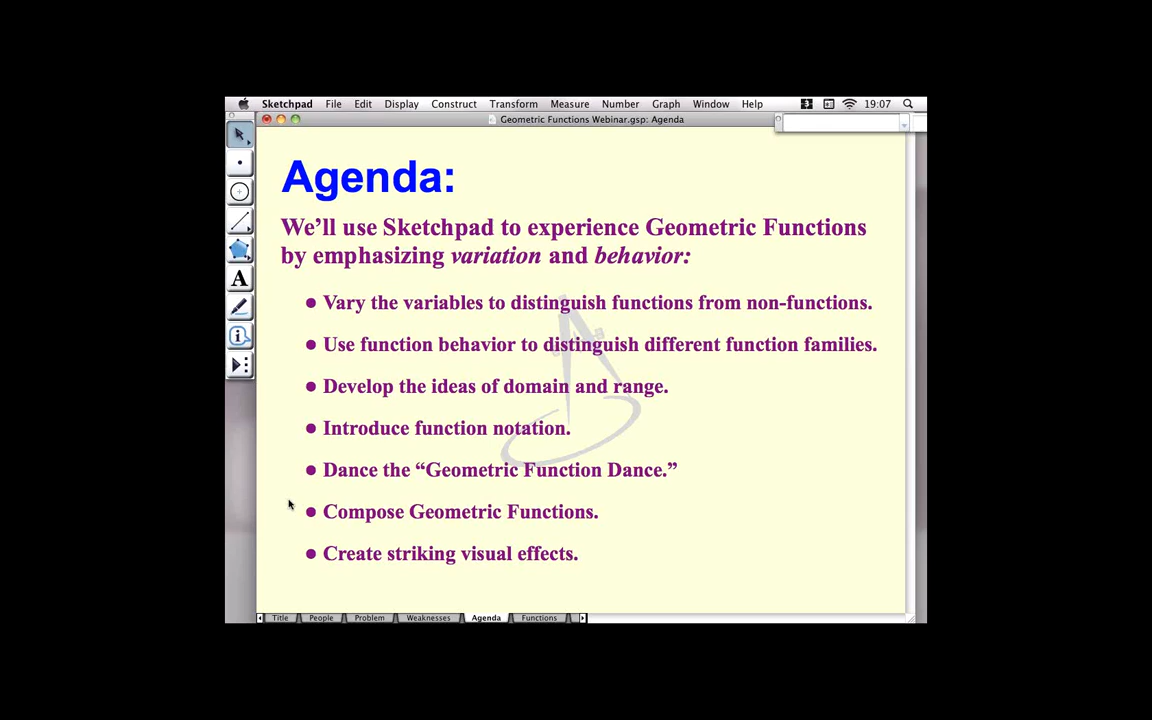 Sketchpad File Edit Display Construct Transform Measure Number Graph Window Help 19:07
Geometric Functions Webinar.gsp: Agenda
A
Agenda:
We’ll use Sketchpad to experience Geometric Functions
by emphasizing variation and behavior:
• Vary the variables to distinguish functions from non-functions.
• Use function behavior to distinguish different function families.
• Develop the ideas of domain and range.
• Introduce function notation.
• Dance the “Geometric Function Dance.”
• Compose Geometric Functions.
• Create striking visual effects.
Title People Problem Weaknesses Agenda Functions